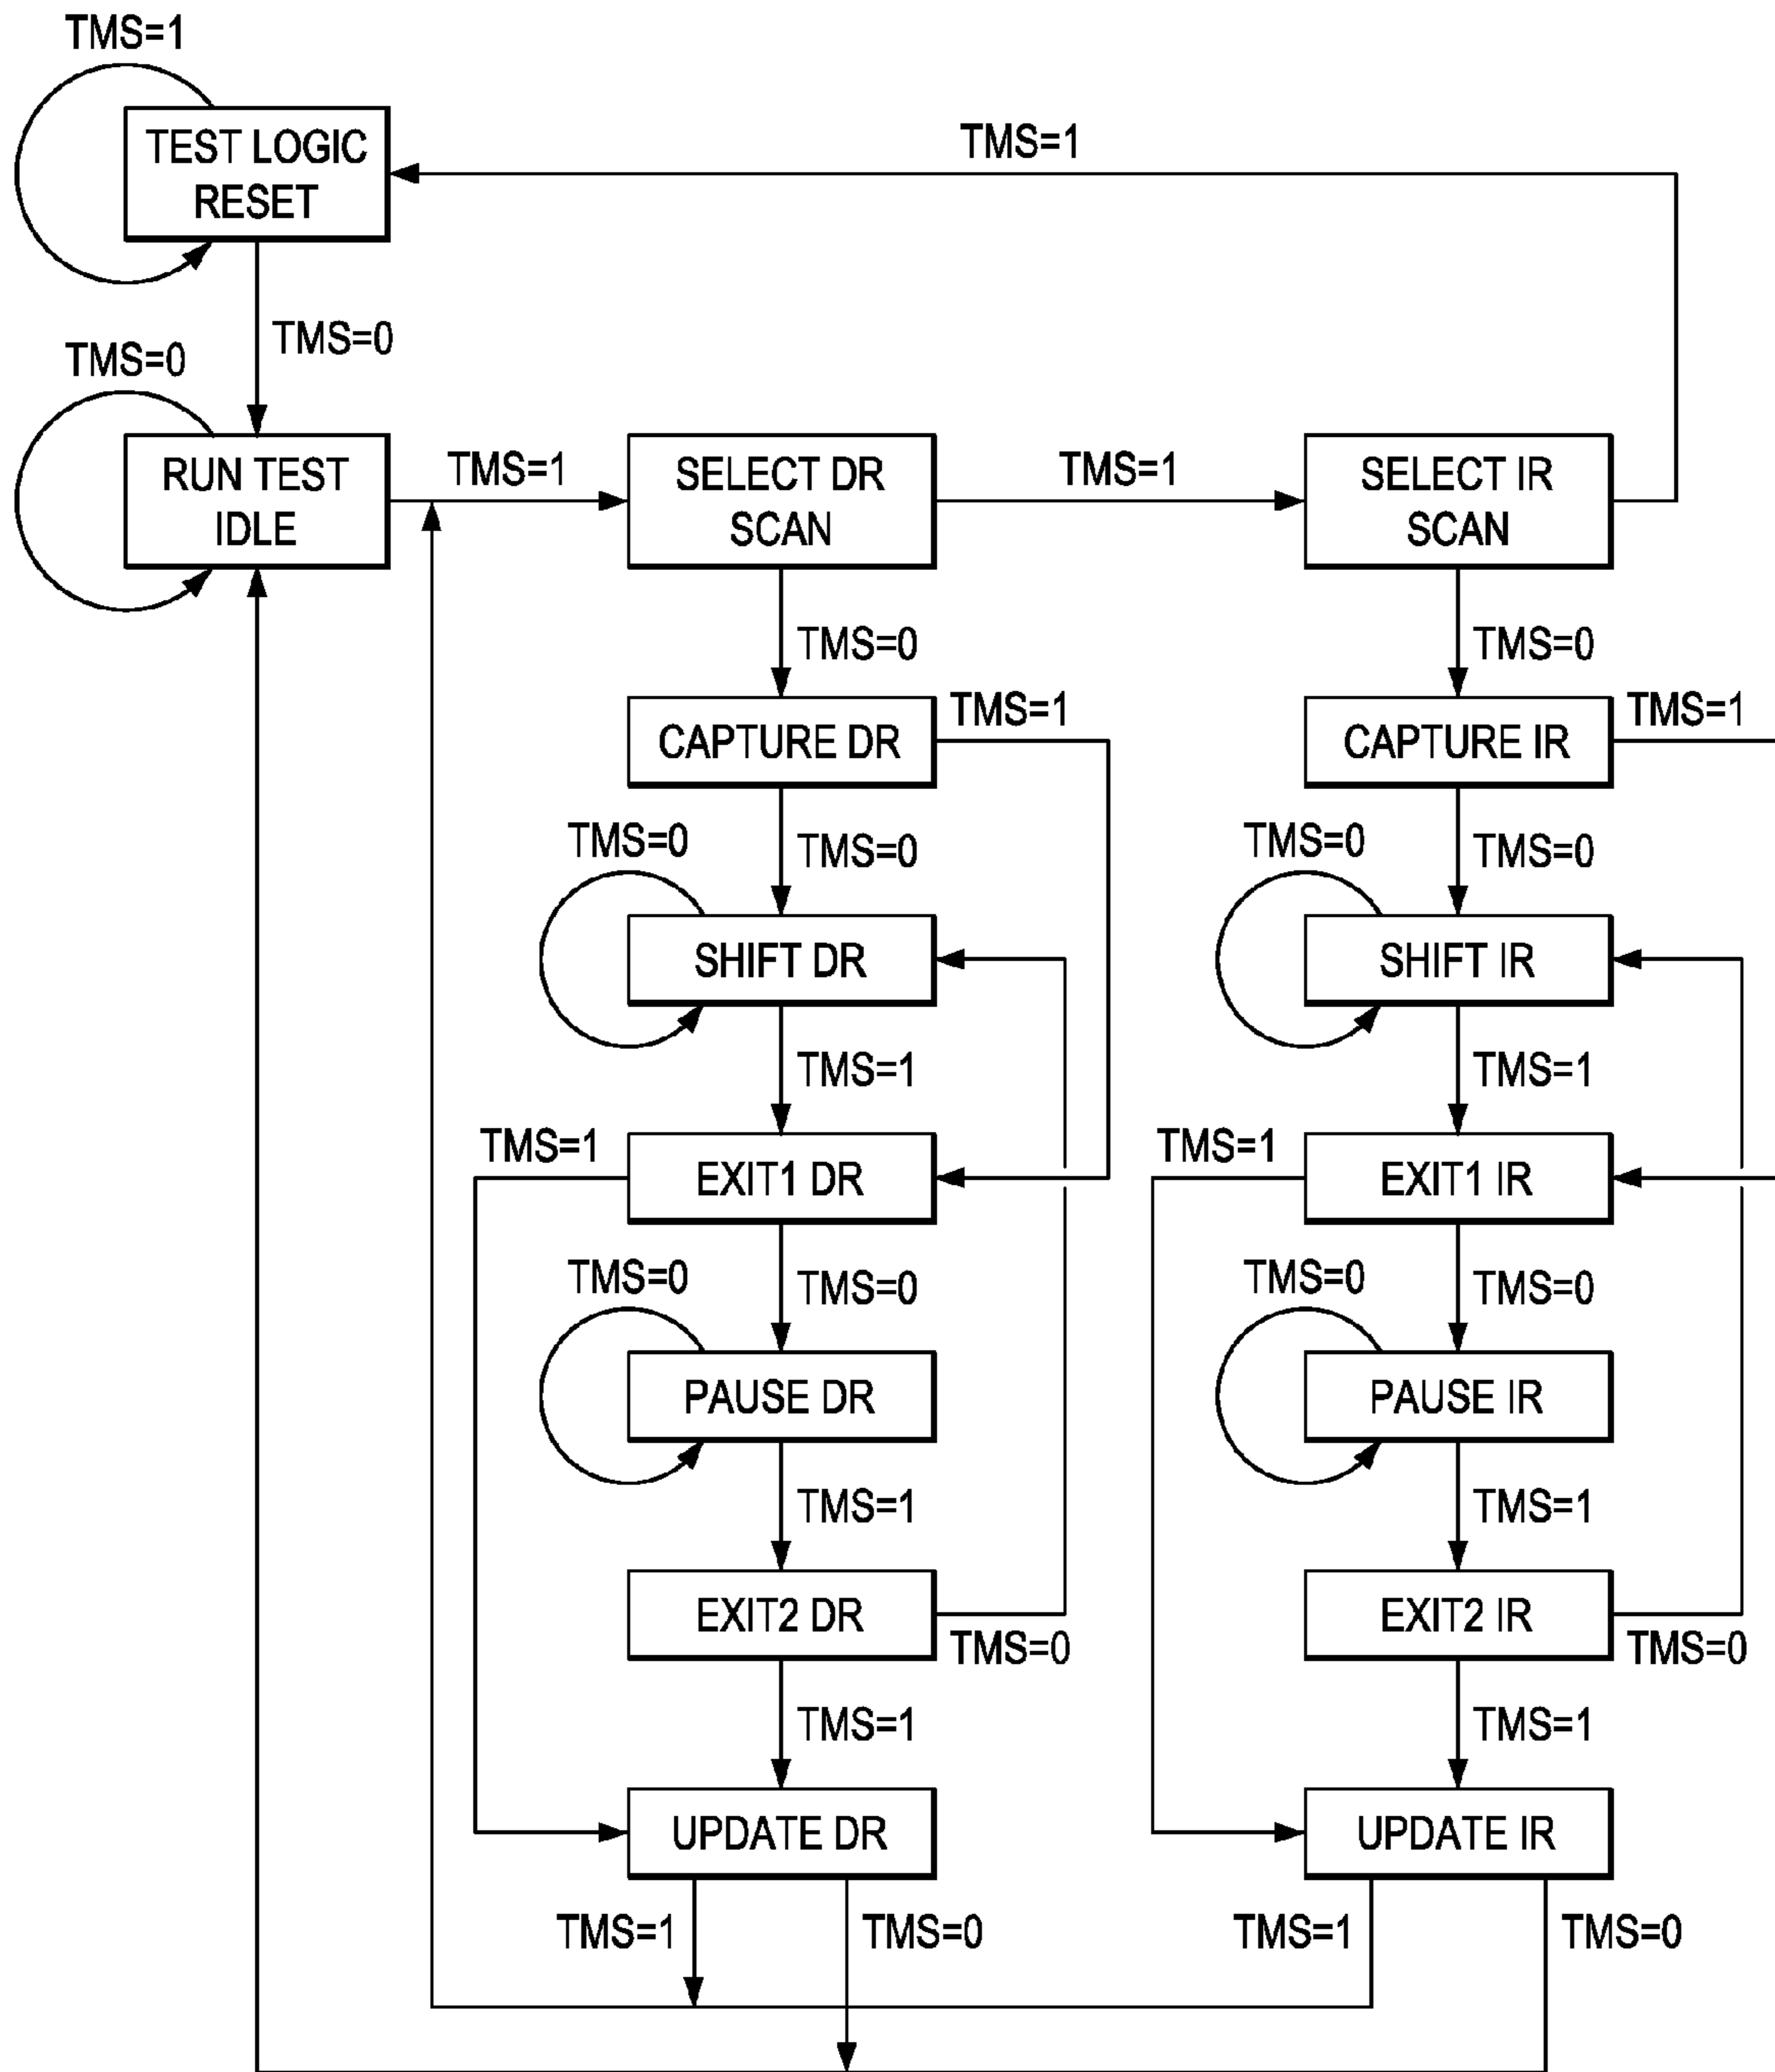 TMS=1
TEST LOGIC
RESET
TMS=1
TMS=0
TMS=0
RUN TEST
IDLE
TMS=1
SELECT DR
SCAN
TMS=1
SELECT IR
SCAN
TMS=0
TMS=0
CAPTURE DR
TMS=1
CAPTURE IR
TMS=1
TMS=0
TMS=0
TMS=0
TMS=0
SHIFT DR
SHIFT IR
TMS=1
TMS=1
TMS=1
EXIT1 DR
TMS=1
EXIT1 IR
TMS=0
TMS=0
TMS=0
TMS=0
PAUSE DR
PAUSE IR
TMS=1
TMS=1
EXIT2 DR
TMS=0
EXIT2 IR
TMS=0
TMS=1
TMS=1
UPDATE DR
UPDATE IR
TMS=1
TMS=0
TMS=1
TMS=0